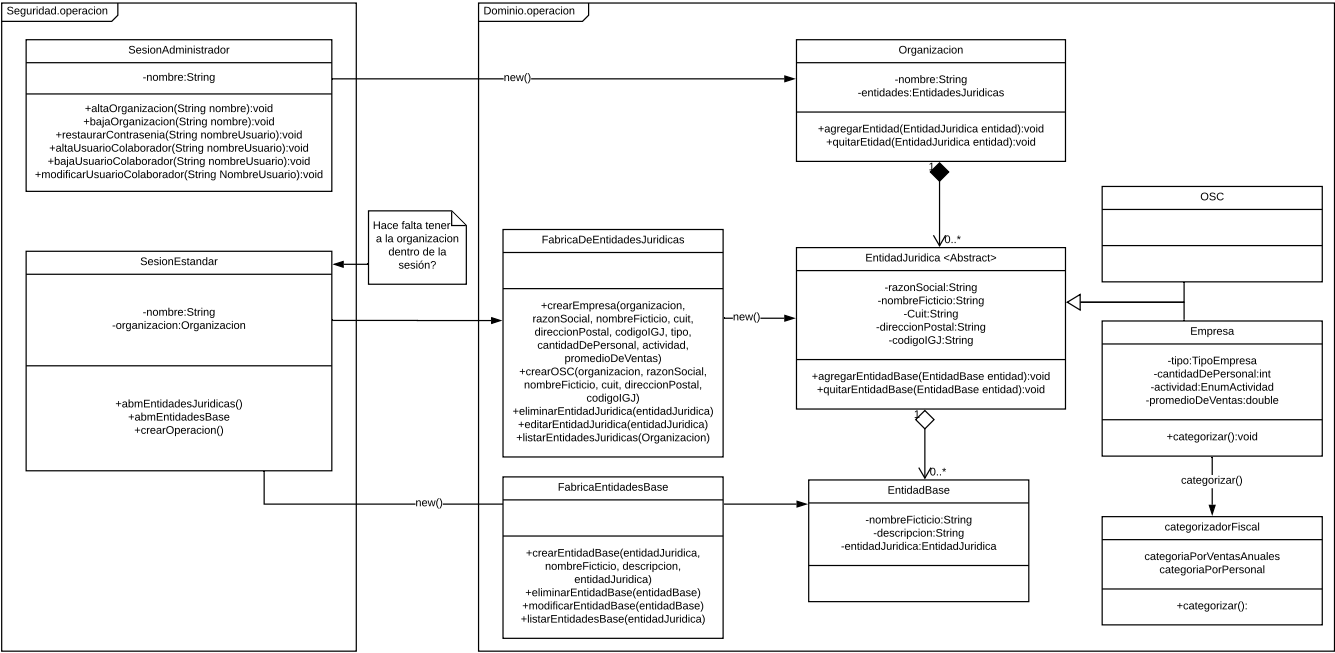 Seguridad.operacion
SesionAdministrador
-nombre:String
+altaOrganizacion(String nombre):void
+bajaOrganizacion(String nombre):void
+restaurarContrasenia(String nombreUsuario):void
+altaUsuarioColaborador(String nombreUsuario):void
+bajaUsuarioColaborador(String nombreUsuario):void
+modificarUsuarioColaborador(String NombreUsuario):void
Hace falta tener
a la organizacion
dentro de la
sesión?
SesionEstandar
-nombre:String
-organizacion:Organizacion
+abmEntidadesJuridicas()
+abmEntidadesBase
+crearOperacion()
new()
new()
Dominio.operacion
Organizacion
-nombre:String
-entidades:EntidadesJuridicas
+agregarEntidad(EntidadJuridica entidad):void
+quitarEtidad(EntidadJuridica entidad):void
1
0..*
FabricaDeEntidadesJuridicas
+crearEmpresa(organizacion,
razonSocial, nombreFicticio, cuit,
direccionPostal, codigoIGJ, tipo,
cantidadDePersonal, actividad,
promedioDeVentas)
+crearOSC(organizacion, razonSocial,
nombreFicticio, cuit, direccionPostal,
codigoIGJ)
+eliminarEntidadJuridica(entidadJuridica)
+editarEntidadJuridica(entidadJuridica)
+listarEntidadesJuridicas(Organizacion)
new()
EntidadJuridica <Abstract>
-razonSocial:String
-nombreFicticio:String
-Cuit:String
-direccionPostal:String
-codigoIGJ:String
+agregarEntidadBase(EntidadBase entidad):void
+quitarEntidadBase(EntidadBase entidad):void
1
0..*
OSC
Empresa
-tipo:TipoEmpresa
-cantidadDePersonal:int
-actividad:EnumActividad
-promedioDeVentas:double
+categorizar():void
categorizar()
FabricaEntidadesBase
+crearEntidadBase(entidadJuridica,
nombreFicticio, descripcion,
entidadJuridica)
+eliminarEntidadBase(entidadBase)
+modificarEntidadBase(entidadBase)
+listarEntidadesBase(entidadJuridica)
EntidadBase
-nombreFicticio:String
-descripcion:String
-entidadJuridica:EntidadJuridica
categorizadorFiscal
categoriaPorVentasAnuales
categoriaPorPersonal
+categorizar():